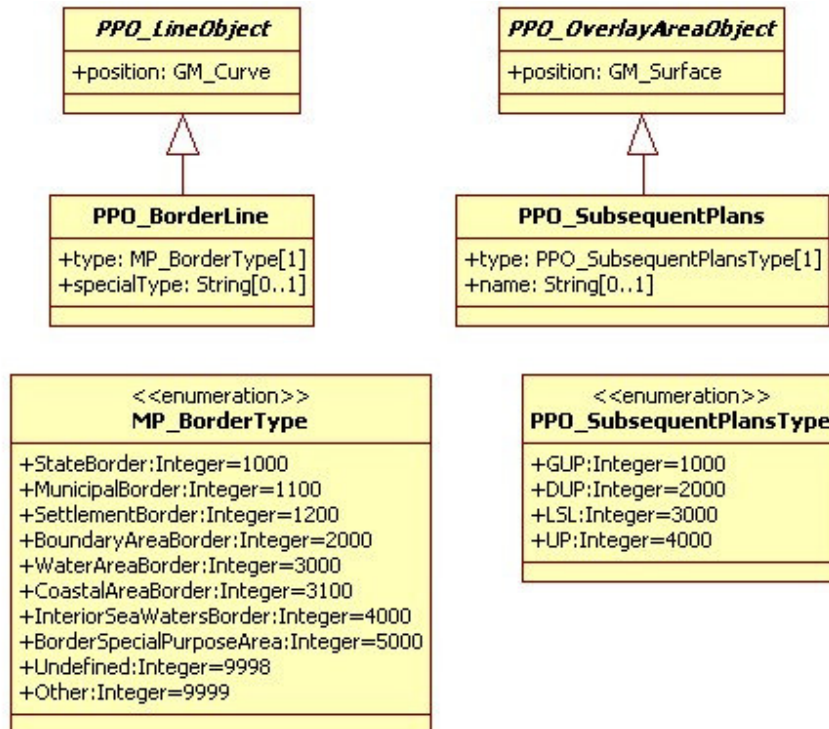 PPO_LineObject
+position: GM_Curve
PPO_OverlayAreaObject
+position: GM_Surface
PPO_BorderLine
+type: MP_BorderType[1]
+specialType: String[0..1]
PPO_SubsequentPlans
+type: PPO_SubsequentPlansType[1]
+name: String[0..1]
<<enumeration>>
MP_BorderType
+StateBorder:Integer=1000
+MunicipalBorder:Integer=1100
+SettlementBorder:Integer=1200
+BoundaryAreaBorder:Integer=2000
+WaterAreaBorder:Integer=3000
+CoastalAreaBorder:Integer=3100
+InteriorSeaWatersBorder:Integer=4000
+BorderSpecialPurposeArea:Integer=5000
+Undefined:Integer=9998
+Other:Integer=9999
<<enumeration>>
PPO_SubsequentPlansType
+GUP:Integer=1000
+DUP:Integer=2000
+LSL:Integer=3000
+UP:Integer=4000